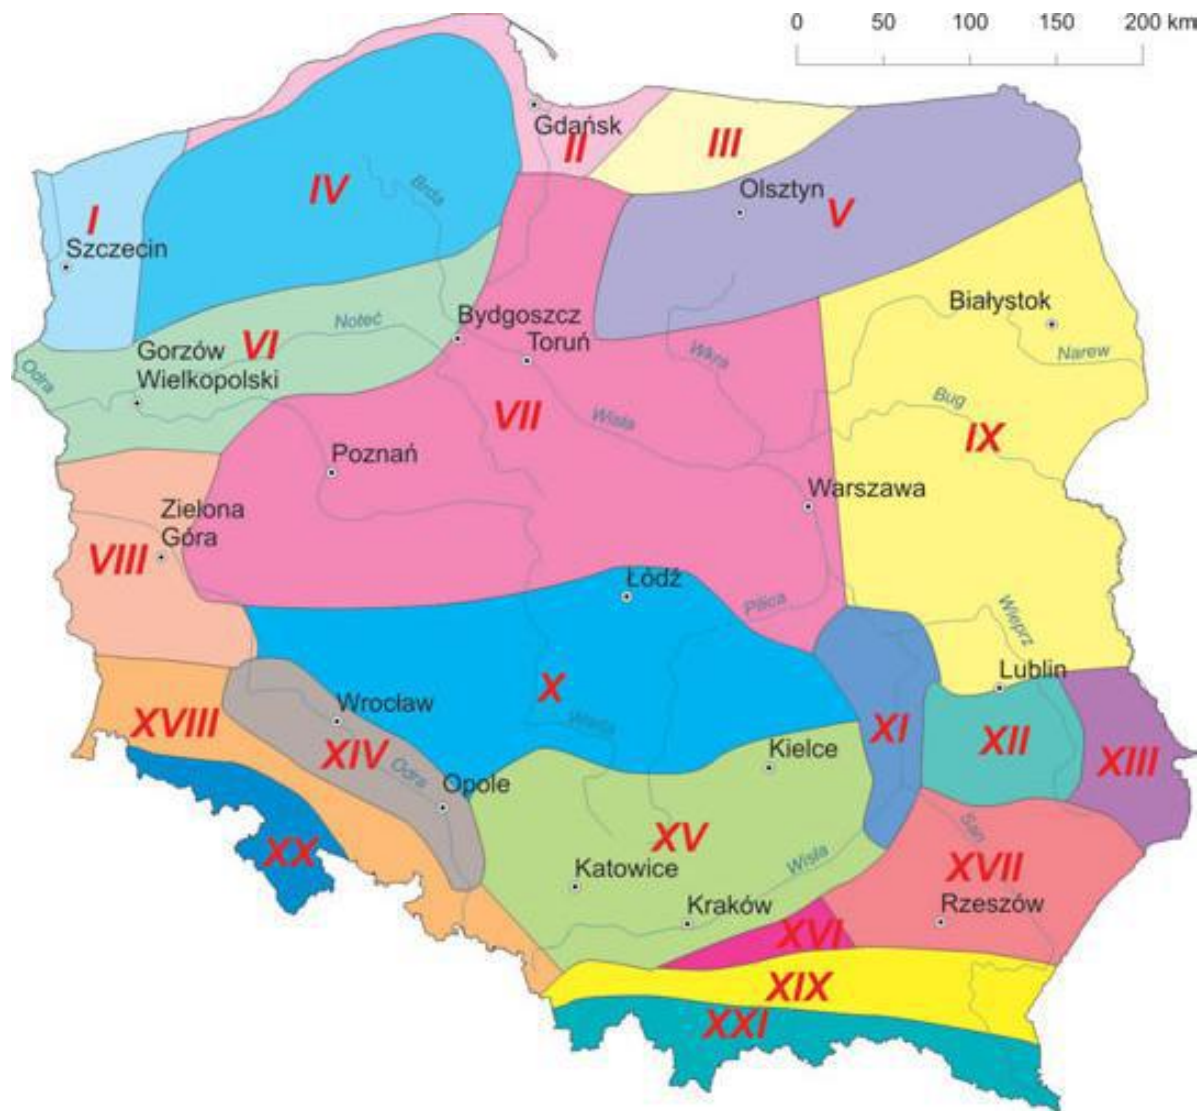 0 50 100 150 200 km
Gdańsk
II
III
IV
Brda
Olsztyn
V
I
Szczecin
Białystok
Bydgoszcz
Noteć
Toruń
VI
Gorzów
Wielkopolski
Odra
Wkra
Narew
VII
Wisła
Bug
IX
Poznań
Warszawa
Zielona
Góra
VIII
Łódź
Pilica
Wieprz
Lublin
X
Wrocław
Warta
XVIII
XIV
XI
XII
XIII
Kielce
Odra
Opole
XX
XV
San
Wisła
XVII
Katowice
Kraków
Rzeszów
XVI
XIX
XXI